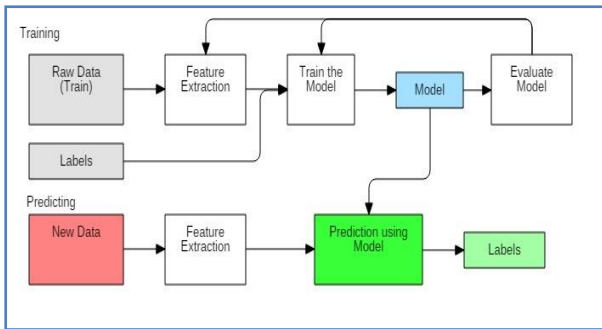 Training
Raw Data
(Train)
Feature
Extraction
Train the
Model
Model
Evaluate
Model
Labels
Predicting
New Data
Feature
Extraction
Prediction using
Model
Labels